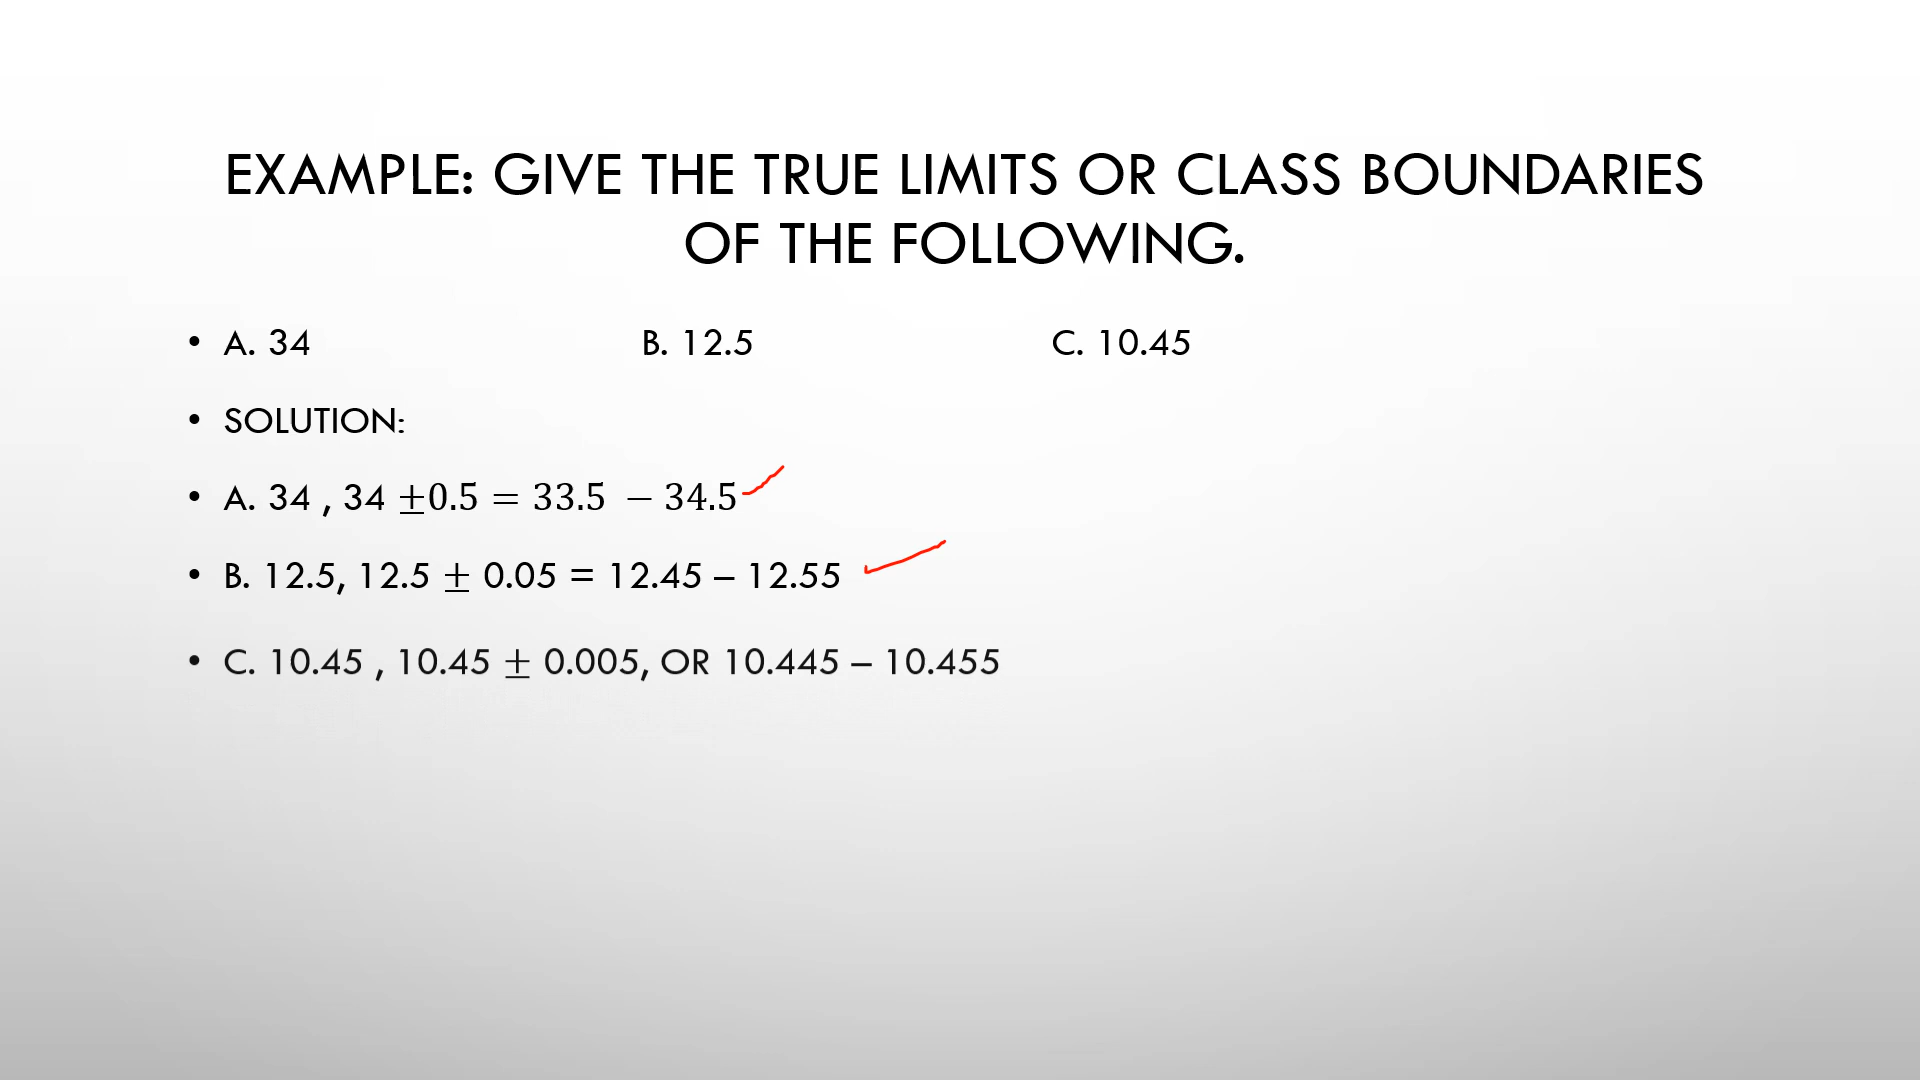 EXAMPLE: GIVE THE TRUE LIMITS OR CLASS BOUNDARIES
OF THE FOLLOWING.
• A. 34 B. 12.5 C. 10.45
• SOLUTION:
• A. 34 , 34 ±0.5 = 33.5 − 34.5
• B. 12.5, 12.5 ± 0.05 = 12.45 – 12.55
• C. 10.45 , 10.45 ± 0.005, OR 10.445 – 10.455